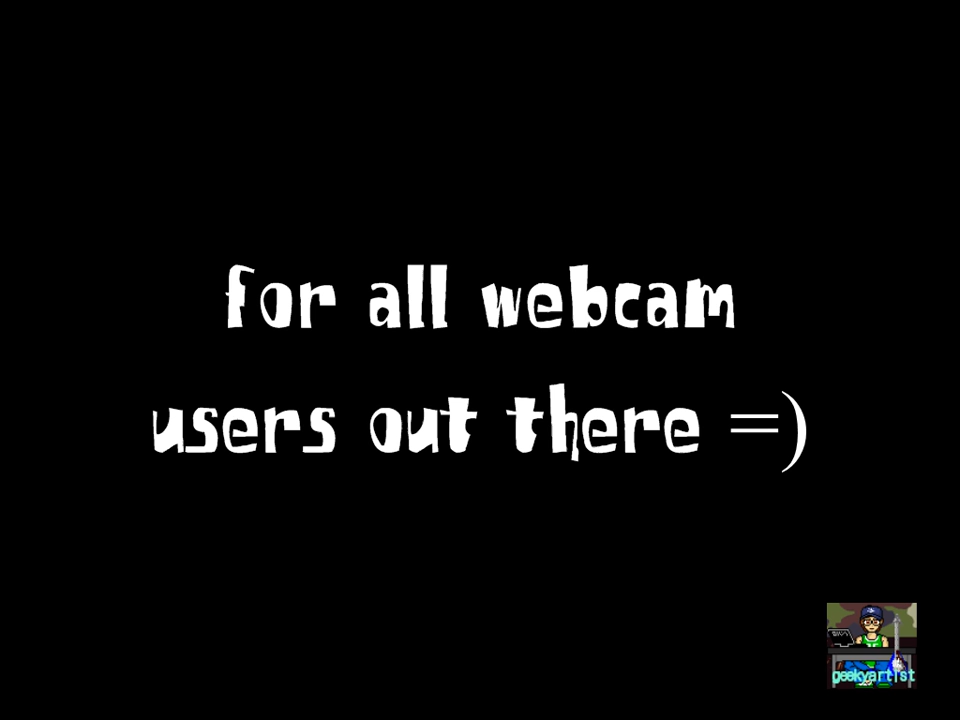 for all webcam
users out there =)
geekyartist